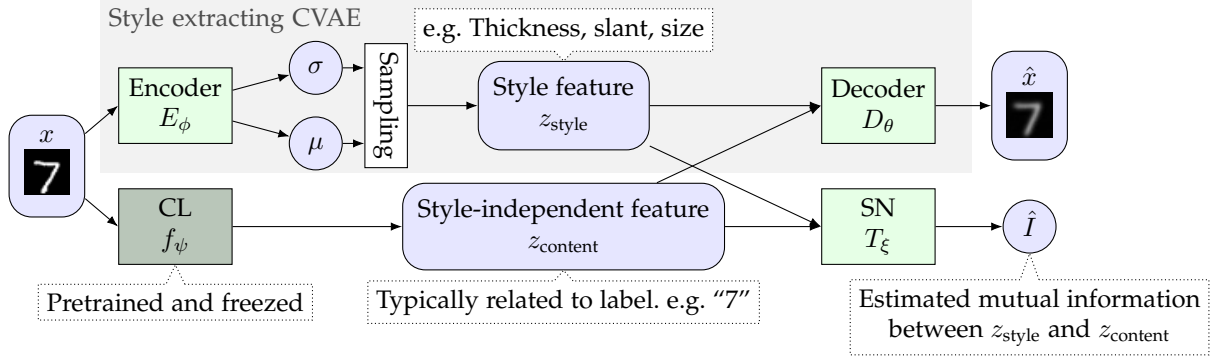 Style extracting CVAE
e.g. Thickness, slant, size
x
7
Encoder
E_ϕ
σ
μ
Sampling
Style feature
z_style
Decoder
D_θ
x̂
7
CL
f_ψ
Pretrained and freezed
Style-independent feature
z_content
Typically related to label. e.g. “7”
SN
T_ξ
Î
Estimated mutual information
between z_style and z_content